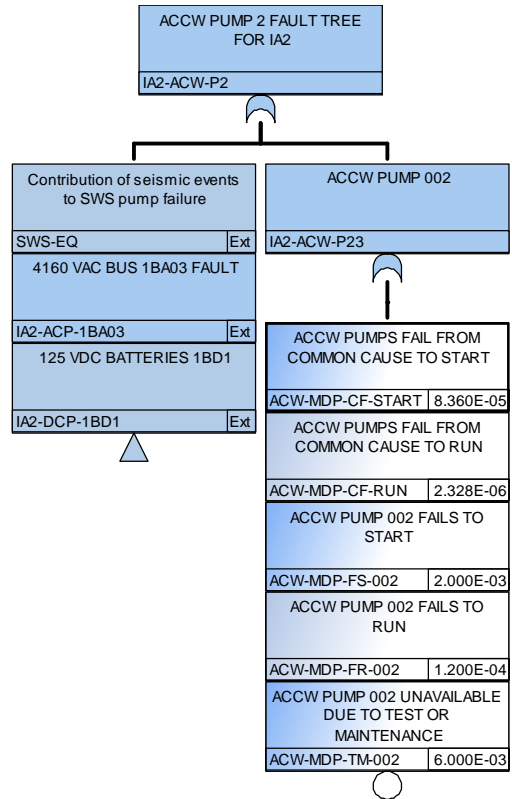 ACCW PUMP 2 FAULT TREE
FOR IA2
IA2-ACW-P2
Contribution of seismic events
to SWS pump failure
SWS-EQ Ext
4160 VAC BUS 1BA03 FAULT
IA2-ACP-1BA03 Ext
125 VDC BATTERIES 1BD1
IA2-DCP-1BD1 Ext
ACCW PUMP 002
IA2-ACW-P23
ACCW PUMPS FAIL FROM
COMMON CAUSE TO START
ACW-MDP-CF-START 8.360E-05
ACCW PUMPS FAIL FROM
COMMON CAUSE TO RUN
ACW-MDP-CF-RUN 2.328E-06
ACCW PUMP 002 FAILS TO
START
ACW-MDP-FS-002 2.000E-03
ACCW PUMP 002 FAILS TO
RUN
ACW-MDP-FR-002 1.200E-04
ACCW PUMP 002 UNAVAILABLE
DUE TO TEST OR
MAINTENANCE
ACW-MDP-TM-002 6.000E-03